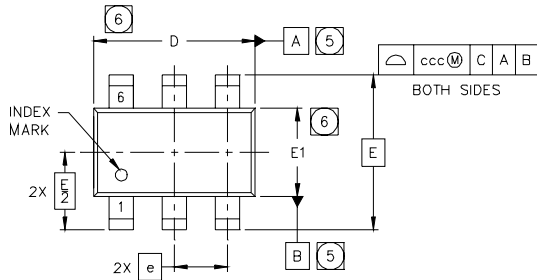 6
D
A 5
⌓ ccc Ⓜ C A B
BOTH SIDES
6
INDEX
MARK
E1
6
E
2X E/2
1
B 5
2X e